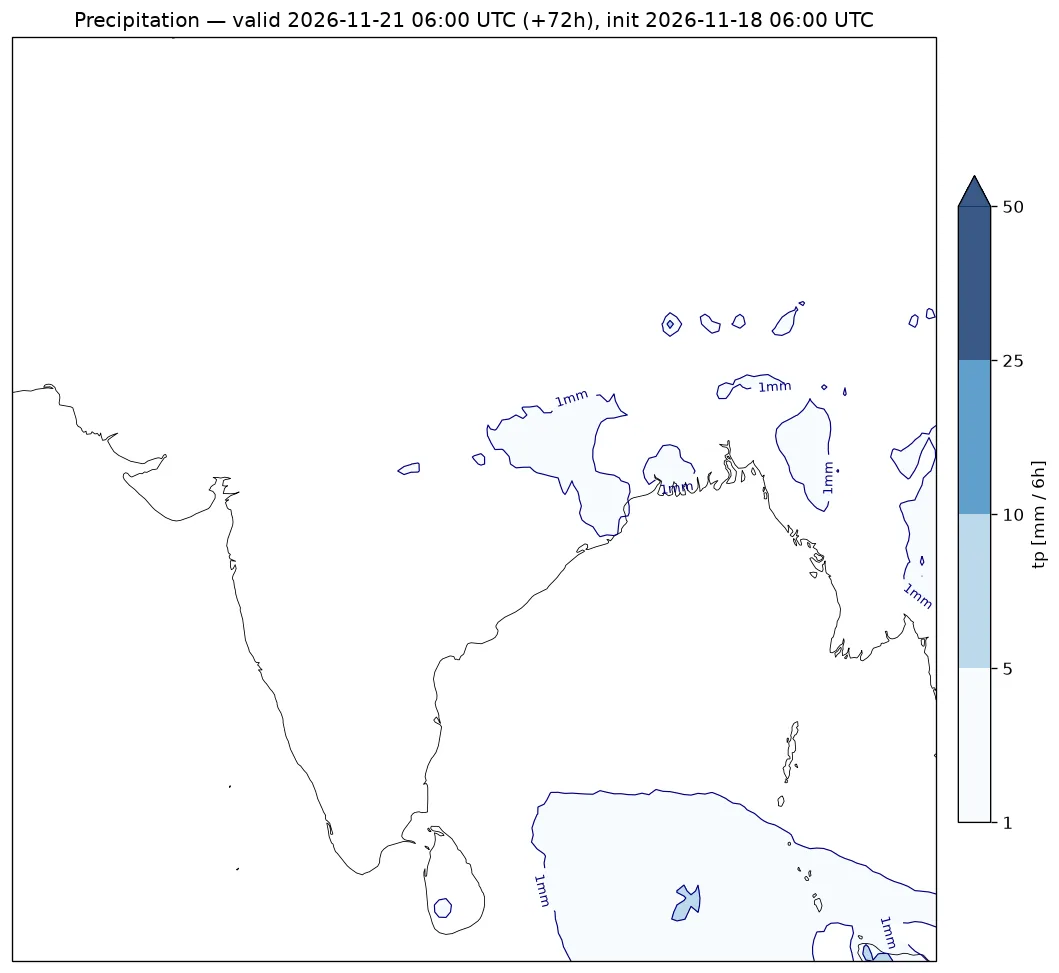 Precipitation — valid 2026-11-21 06:00 UTC (+72h), init 2026-11-18 06:00 UTC
50
25
10
5
1
tp [mm / 6h]
1mm
1mm
1mm
1mm
1mm
1mm
1mm